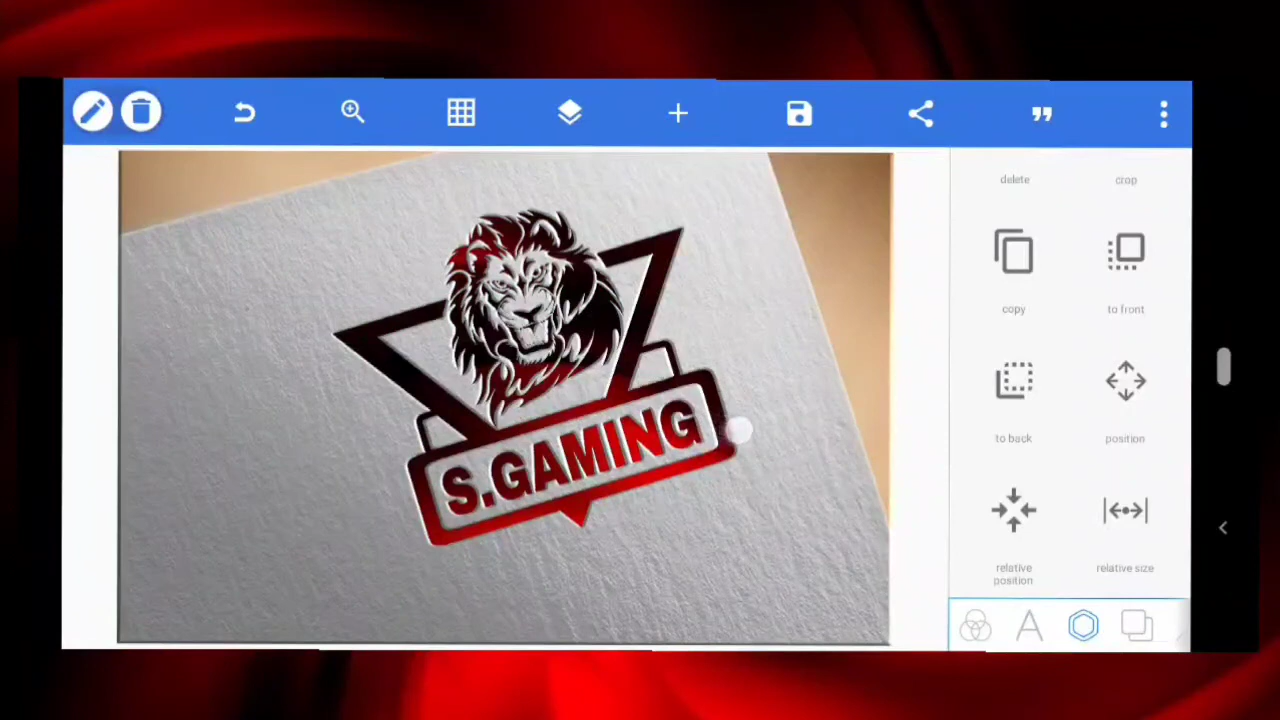 delete
crop
copy
to front
to back
position
relative
position
relative size
S.GAMING